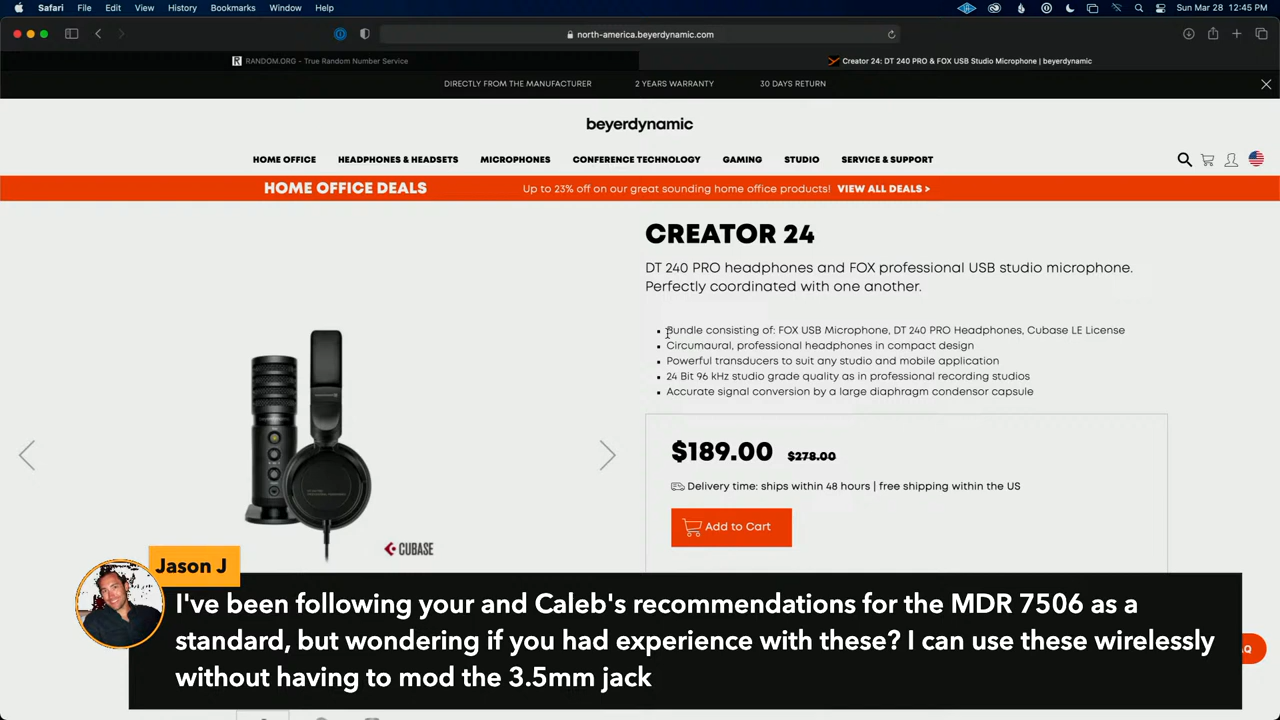 Safari File Edit View History Bookmarks Window Help Sun Mar 28 12:45 PM
north-america.beyerdynamic.com
RANDOM.ORG - True Random Number Service
Creator 24: DT 240 PRO & FOX USB Studio Microphone | beyerdynamic
DIRECTLY FROM THE MANUFACTURER 2 YEARS WARRANTY 30 DAYS RETURN
beyerdynamic
HOME OFFICE HEADPHONES & HEADSETS MICROPHONES CONFERENCE TECHNOLOGY GAMING STUDIO SERVICE & SUPPORT
HOME OFFICE DEALS Up to 23% off on our great sounding home office products! VIEW ALL DEALS >
CREATOR 24
DT 240 PRO headphones and FOX professional USB studio microphone.
Perfectly coordinated with one another.
Bundle consisting of: FOX USB Microphone, DT 240 PRO Headphones, Cubase LE License
Circumaural, professional headphones in compact design
Powerful transducers to suit any studio and mobile application
24 Bit 96 kHz studio grade quality as in professional recording studios
Accurate signal conversion by a large diaphragm condensor capsule
$189.00 $278.00
Delivery time: ships within 48 hours | free shipping within the US
Add to Cart
CUBASE
Jason J
I've been following your and Caleb's recommendations for the MDR 7506 as a
standard, but wondering if you had experience with these? I can use these wirelessly
without having to mod the 3.5mm jack